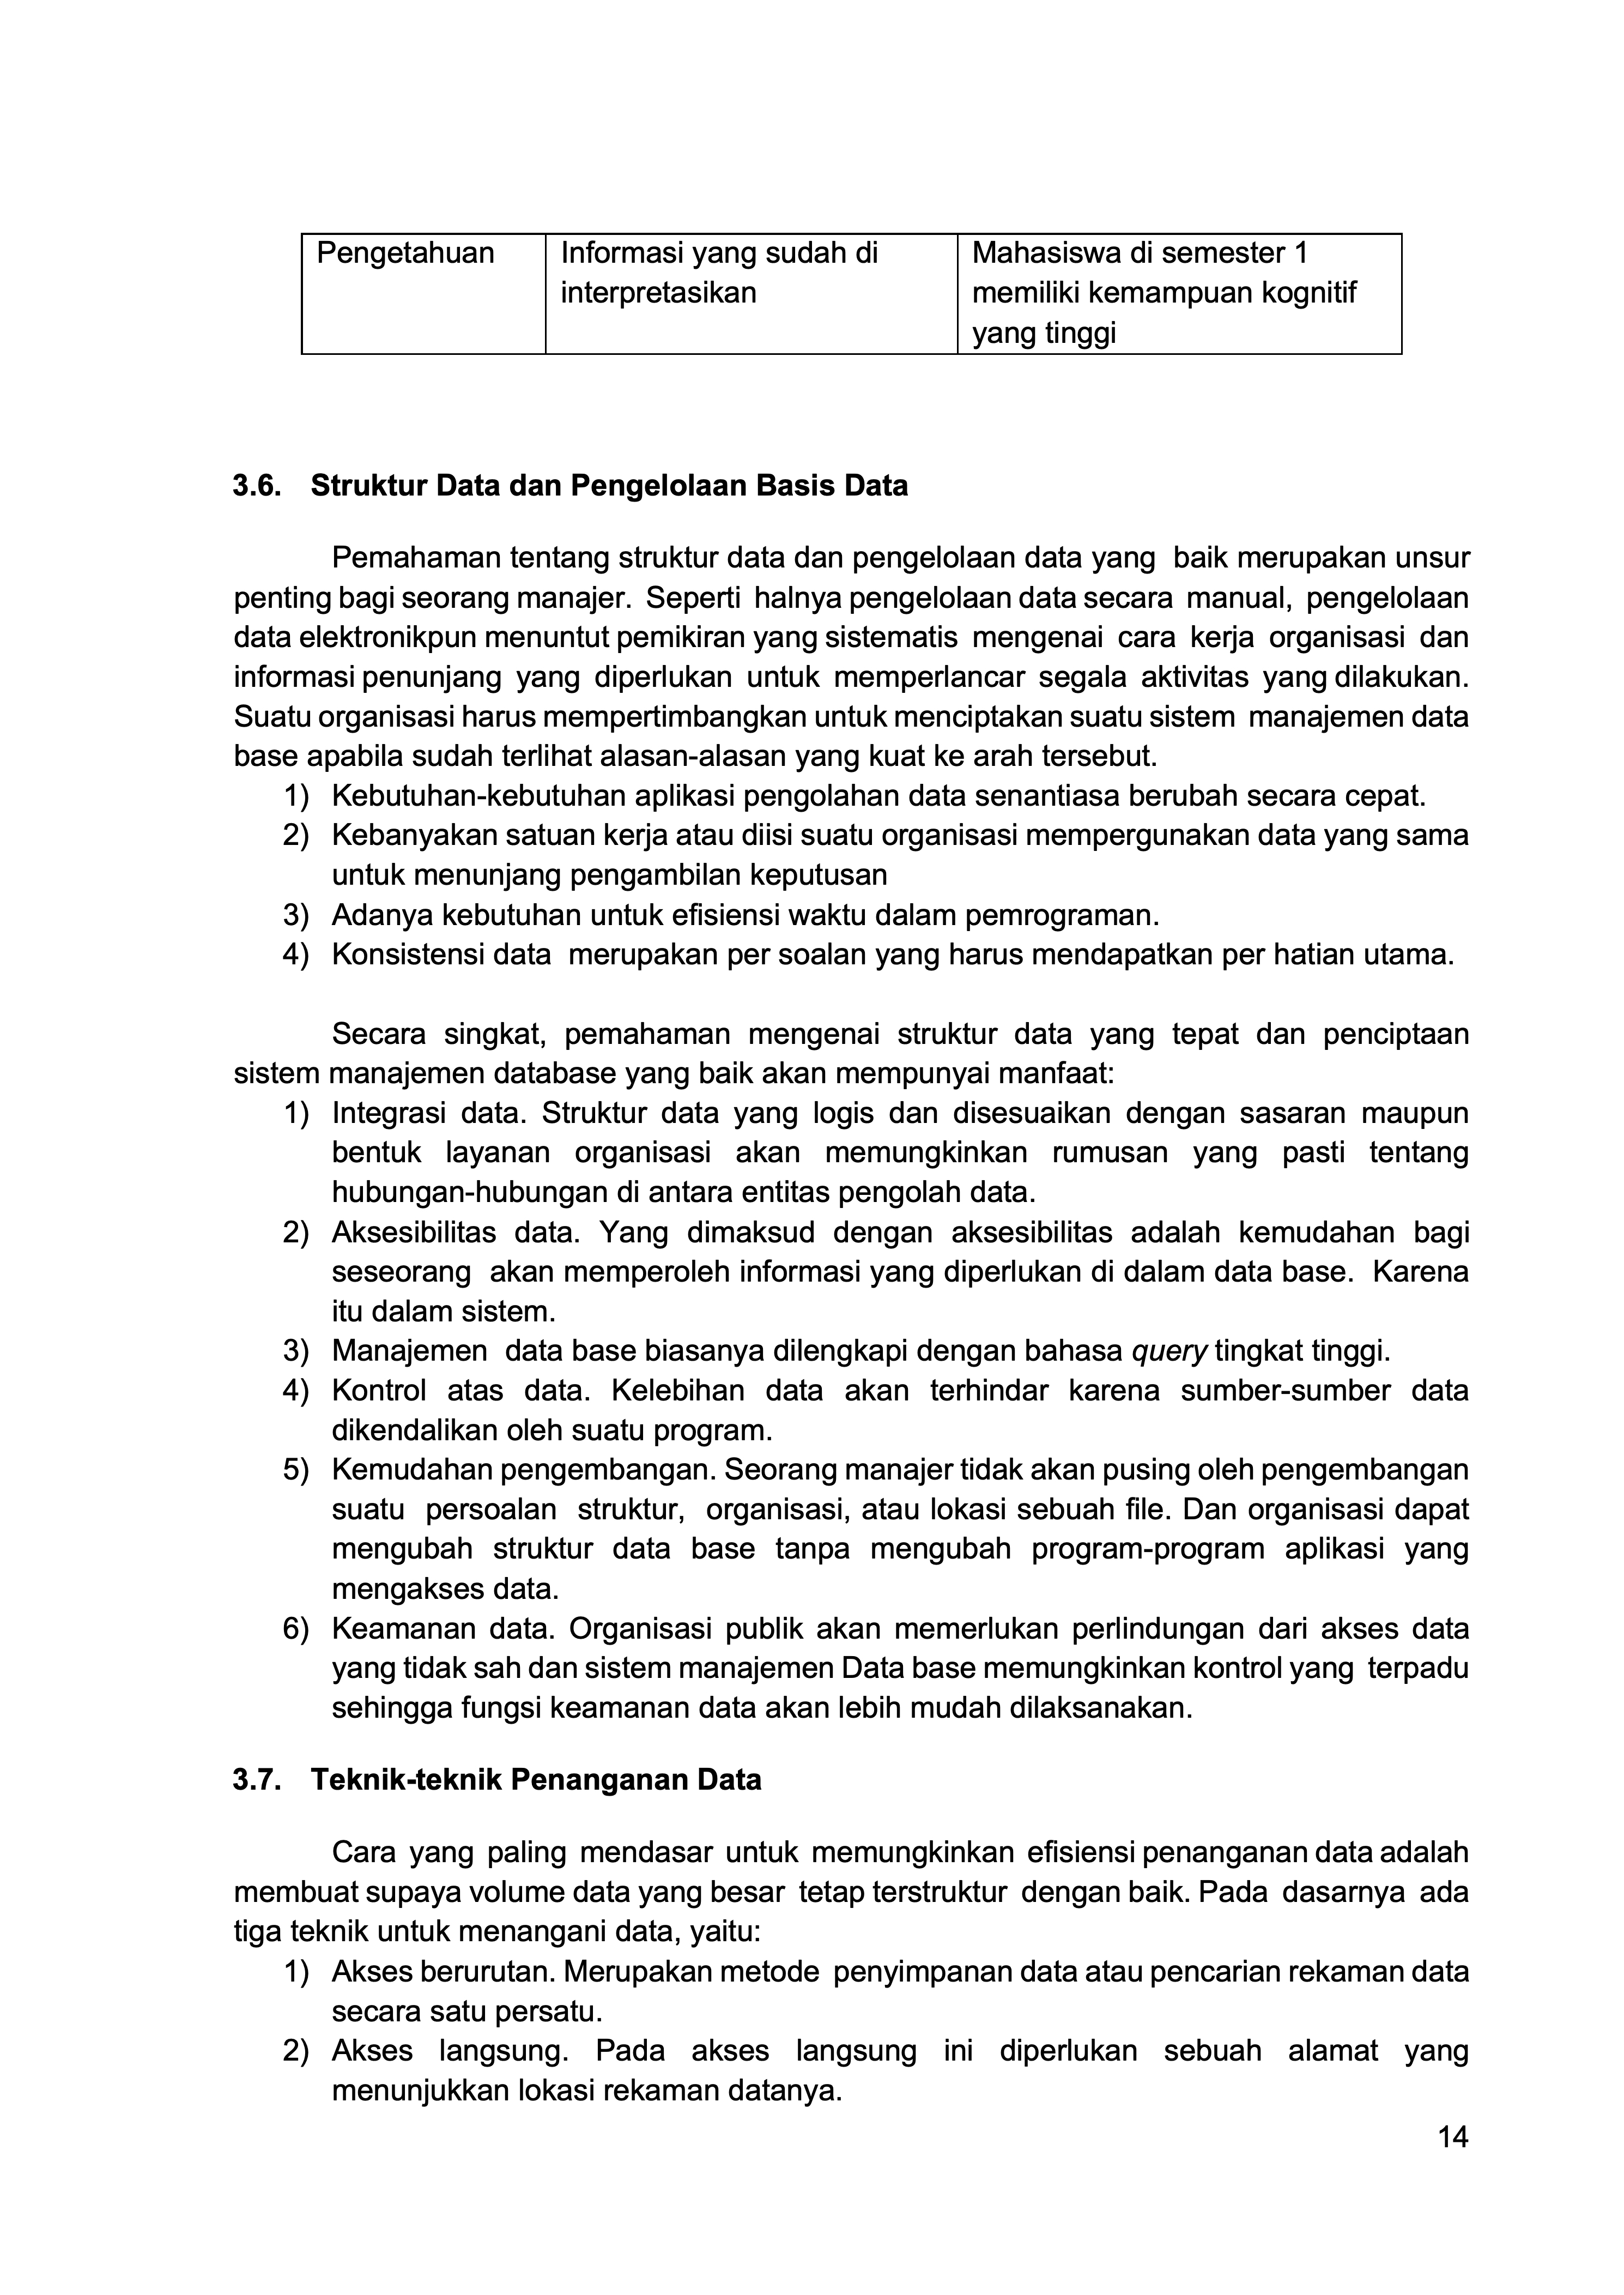 Pengetahuan
Informasi yang sudah di
interpretasikan
Mahasiswa di semester 1
memiliki kemampuan kognitif
yang tinggi
3.6. Struktur Data dan Pengelolaan Basis Data
Pemahaman tentang struktur data dan pengelolaan data yang baik merupakan unsur
penting bagi seorang manajer. Seperti halnya pengelolaan data secara manual, pengelolaan
data elektronikpun menuntut pemikiran yang sistematis mengenai cara kerja organisasi dan
informasi penunjang yang diperlukan untuk memperlancar segala aktivitas yang dilakukan.
Suatu organisasi harus mempertimbangkan untuk menciptakan suatu sistem manajemen data
base apabila sudah terlihat alasan-alasan yang kuat ke arah tersebut.
1) Kebutuhan-kebutuhan aplikasi pengolahan data senantiasa berubah secara cepat.
2) Kebanyakan satuan kerja atau diisi suatu organisasi mempergunakan data yang sama
untuk menunjang pengambilan keputusan
3) Adanya kebutuhan untuk efisiensi waktu dalam pemrograman.
4) Konsistensi data merupakan per soalan yang harus mendapatkan per hatian utama.
Secara singkat, pemahaman mengenai struktur data yang tepat dan penciptaan
sistem manajemen database yang baik akan mempunyai manfaat:
1) Integrasi data. Struktur data yang logis dan disesuaikan dengan sasaran maupun
bentuk layanan organisasi akan memungkinkan rumusan yang pasti tentang
hubungan-hubungan di antara entitas pengolah data.
2) Aksesibilitas data. Yang dimaksud dengan aksesibilitas adalah kemudahan bagi
seseorang akan memperoleh informasi yang diperlukan di dalam data base. Karena
itu dalam sistem.
3) Manajemen data base biasanya dilengkapi dengan bahasa query tingkat tinggi.
4) Kontrol atas data. Kelebihan data akan terhindar karena sumber-sumber data
dikendalikan oleh suatu program.
5) Kemudahan pengembangan. Seorang manajer tidak akan pusing oleh pengembangan
suatu persoalan struktur, organisasi, atau lokasi sebuah file. Dan organisasi dapat
mengubah struktur data base tanpa mengubah program-program aplikasi yang
mengakses data.
6) Keamanan data. Organisasi publik akan memerlukan perlindungan dari akses data
yang tidak sah dan sistem manajemen Data base memungkinkan kontrol yang terpadu
sehingga fungsi keamanan data akan lebih mudah dilaksanakan.
3.7. Teknik-teknik Penanganan Data
Cara yang paling mendasar untuk memungkinkan efisiensi penanganan data adalah
membuat supaya volume data yang besar tetap terstruktur dengan baik. Pada dasarnya ada
tiga teknik untuk menangani data, yaitu:
1) Akses berurutan. Merupakan metode penyimpanan data atau pencarian rekaman data
secara satu persatu.
2) Akses langsung. Pada akses langsung ini diperlukan sebuah alamat yang
menunjukkan lokasi rekaman datanya.
14